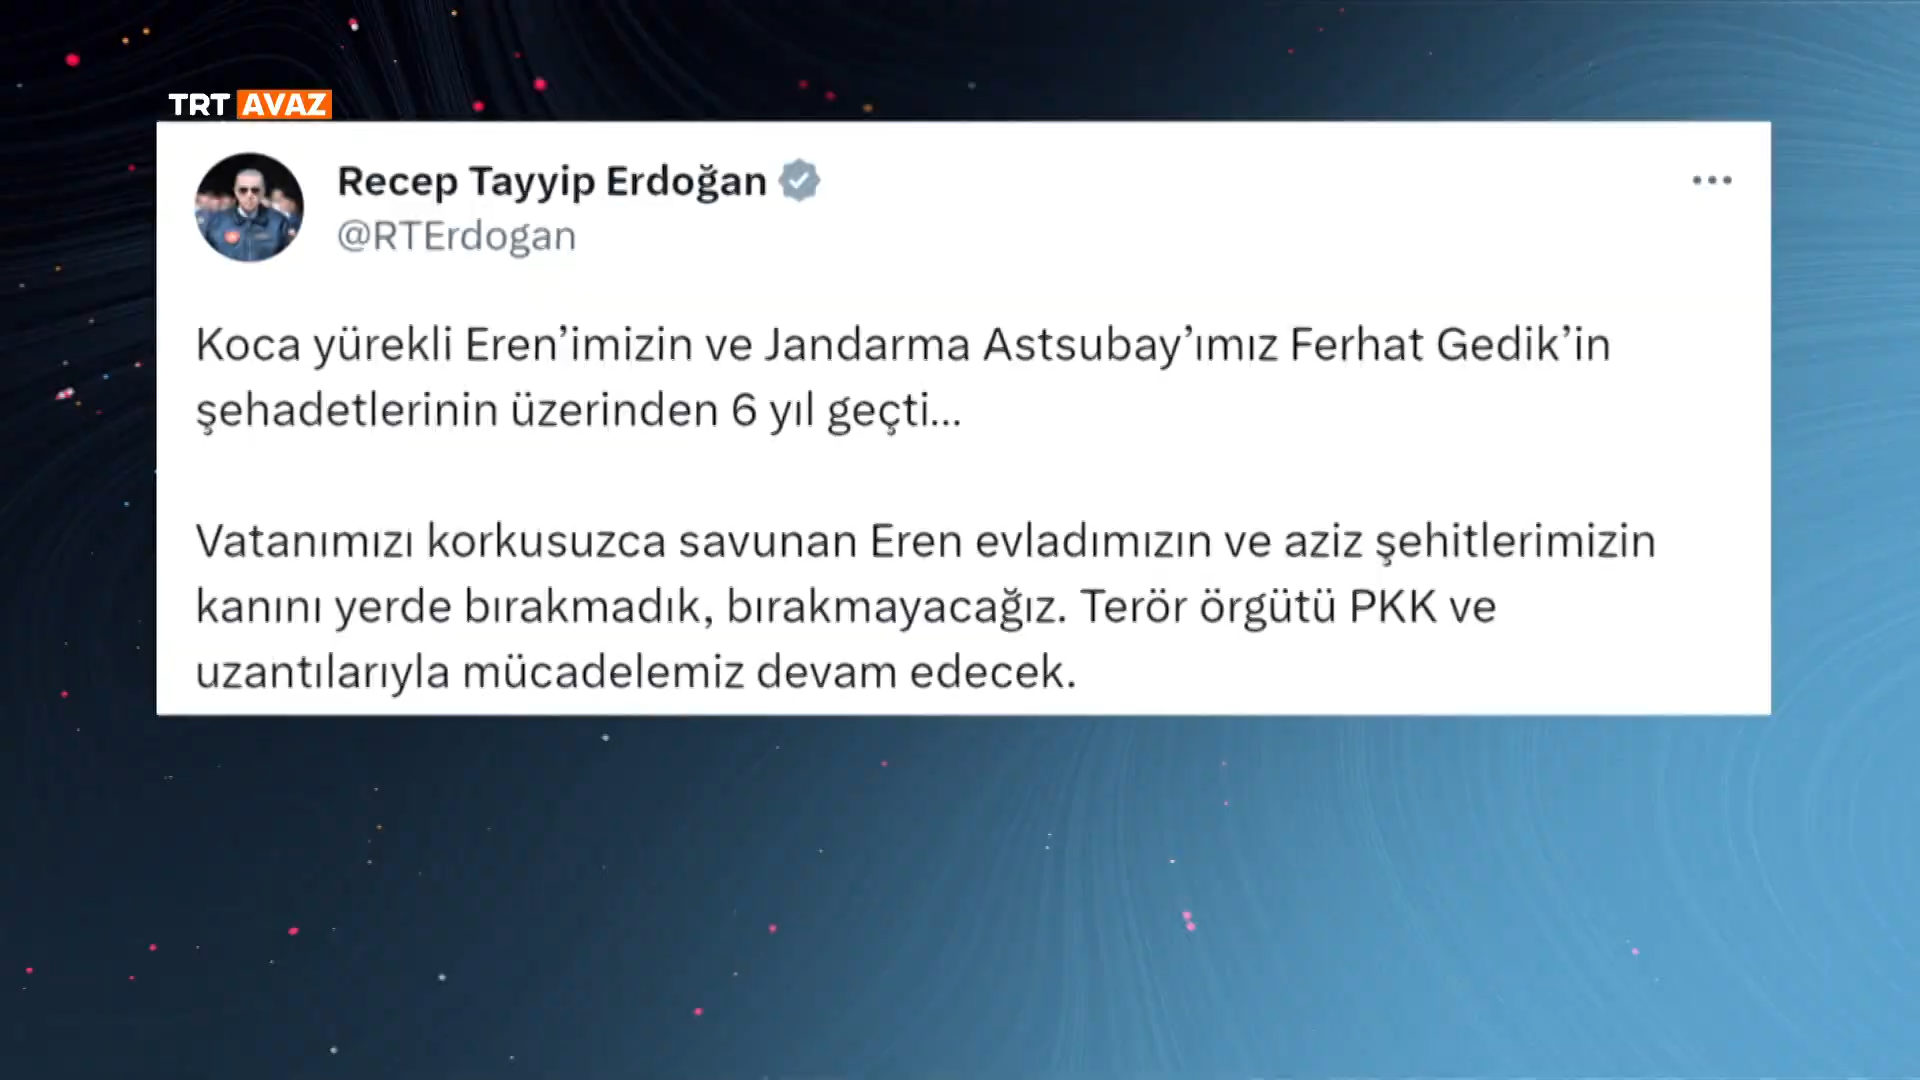 TRT AVAZ
Recep Tayyip Erdoğan
@RTErdogan
Koca yürekli Eren’imizin ve Jandarma Astsubay’ımız Ferhat Gedik’in
şehadetlerinin üzerinden 6 yıl geçti...
Vatanımızı korkusuzca savunan Eren evladımızın ve aziz şehitlerimizin
kanını yerde bırakmadık, bırakmayacağız. Terör örgütü PKK ve
uzantılarıyla mücadelemiz devam edecek.